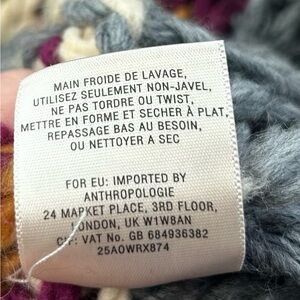 MAIN FROIDE DE LAVAGE,
UTILISEZ SEULEMENT NON-JAVEL,
NE PAS TORDRE OU TWIST,
METTRE EN FORME ET SECHER À PLAT,
REPASSAGE BAS AU BESOIN,
OU NETTOYER A SEC
FOR EU: IMPORTED BY
ANTHROPOLOGIE
24 MARKET PLACE, 3RD FLOOR,
LONDON, UK W1W8AN
VAT No. GB 684936382
25AOWRX874